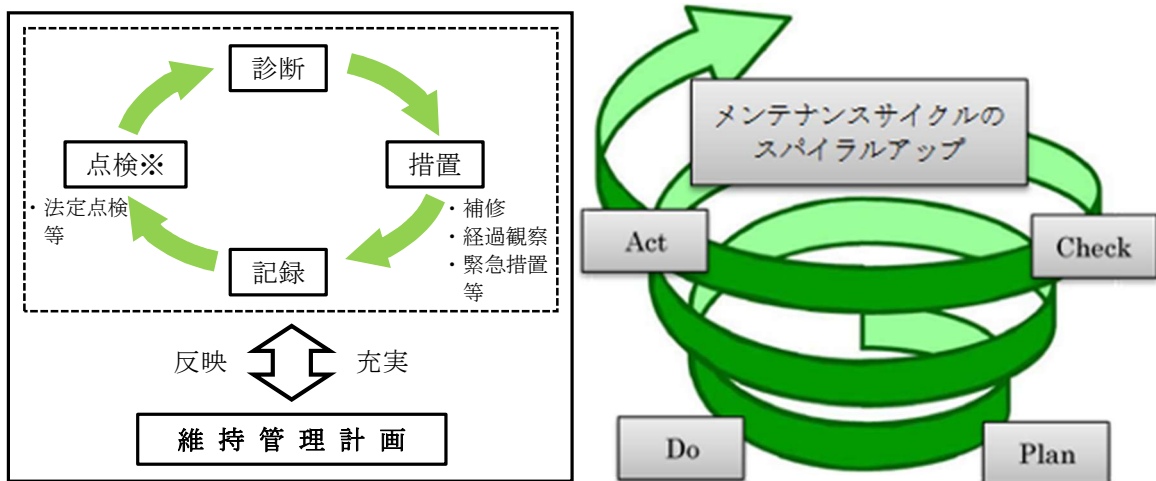 診断
点検※
・法定点検
等
措置
・補修
・経過観察
・緊急措置
等
記録
反映
充実
維持管理計画
メンテナンスサイクルの
スパイラルアップ
Act
Check
Do
Plan